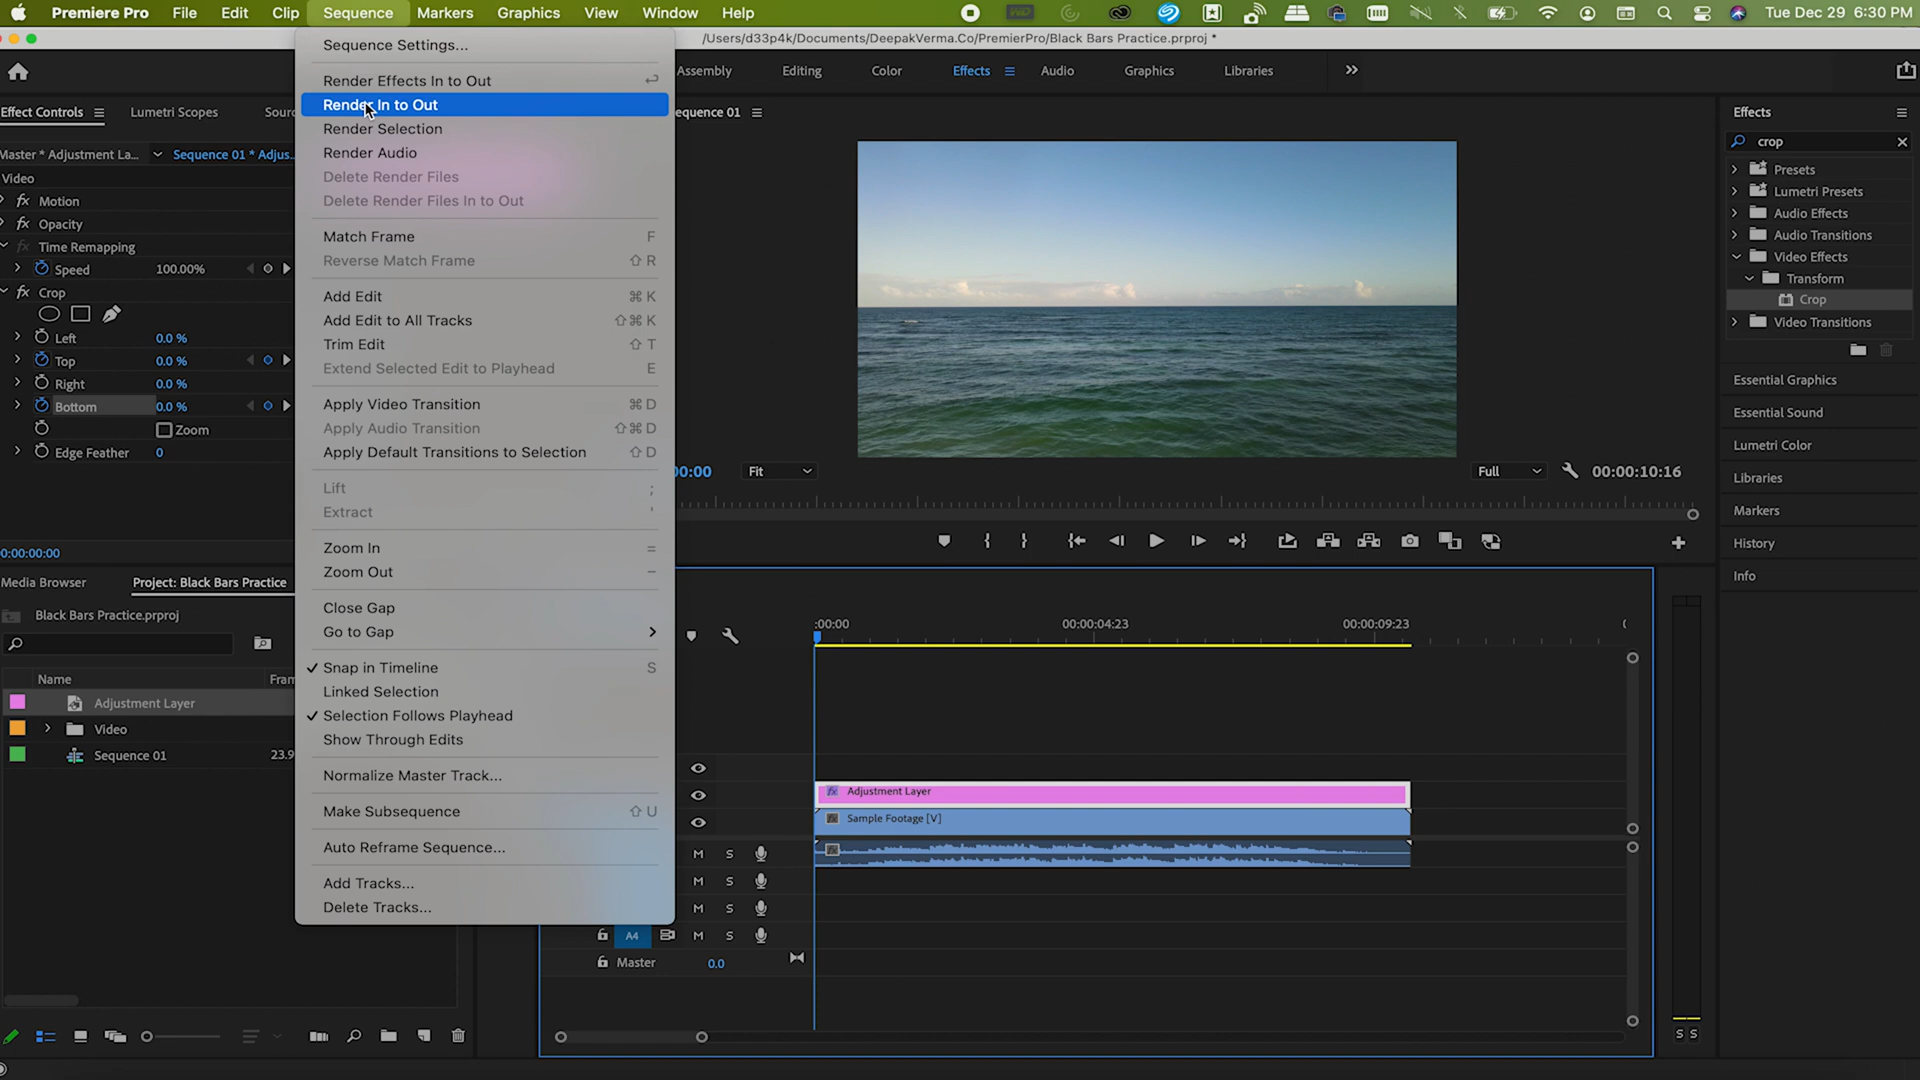 Premiere Pro File Edit Clip Sequence Markers Graphics View Window Help Tue Dec 29 6:30 PM
/Users/d33p4k/Documents/DeepakVerma.Co/PremierPro/Black Bars Practice.prproj *
Assembly Editing Color Effects Audio Graphics Libraries
Effect Controls Lumetri Scopes Sourc
Master * Adjustment La... Sequence 01 * Adjus...
Video
Motion
Opacity
Time Remapping
Speed 100.00%
Crop
Left 0.0 %
Top 0.0 %
Right 0.0 %
Bottom 0.0 %
Zoom
Edge Feather 0
0:00:00:00
Sequence Settings...
Render Effects In to Out
Render In to Out
Render Selection
Render Audio
Delete Render Files
Delete Render Files In to Out
Match Frame F
Reverse Match Frame ⇧ R
Add Edit ⌘ K
Add Edit to All Tracks ⇧⌘ K
Trim Edit ⇧ T
Extend Selected Edit to Playhead E
Apply Video Transition ⌘ D
Apply Audio Transition ⇧⌘ D
Apply Default Transitions to Selection ⇧ D
Lift ;
Extract '
Zoom In =
Zoom Out -
Close Gap
Go to Gap
Snap in Timeline S
Linked Selection
Selection Follows Playhead
Show Through Edits
Normalize Master Track...
Make Subsequence ⇧ U
Auto Reframe Sequence...
Add Tracks...
Delete Tracks...
equence 01
00:00 Fit Full 00:00:10:16
Effects
crop
Presets
Lumetri Presets
Audio Effects
Audio Transitions
Video Effects
Transform
Crop
Video Transitions
Essential Graphics
Essential Sound
Lumetri Color
Libraries
Markers
History
Info
Media Browser Project: Black Bars Practice
Black Bars Practice.prproj
Name Fram
Adjustment Layer
Video
Sequence 01 23.9
:00:00 00:00:04:23 00:00:09:23
fx Adjustment Layer
fx Sample Footage [V]
M S
M S
M S
A4 M S
Master 0.0
S S